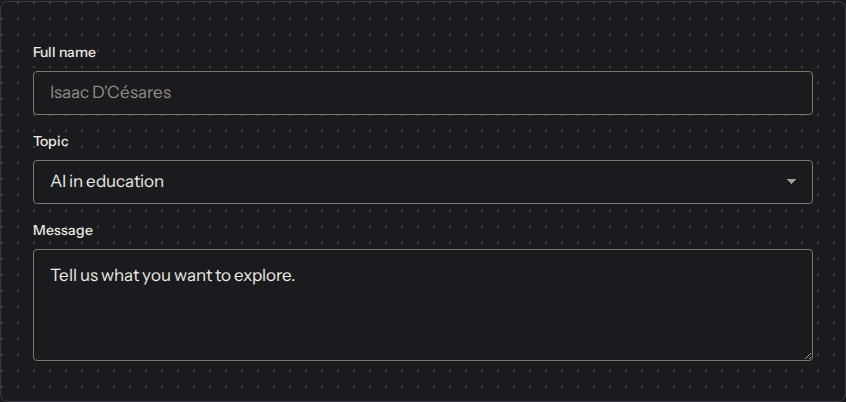 Full name
Isaac D'Césares
Topic
AI in education
Message
Tell us what you want to explore.